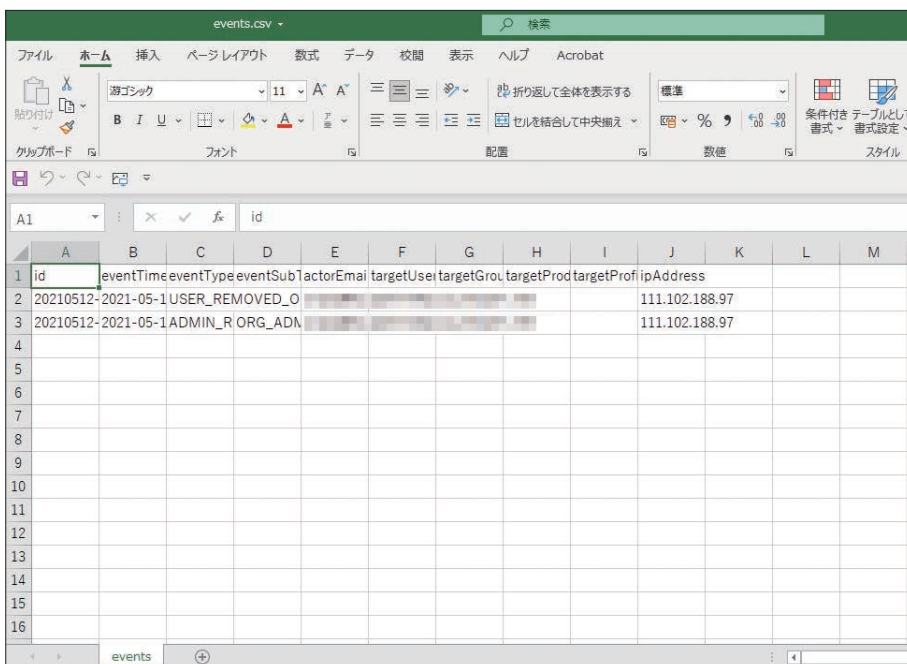 events.csv
検索
ファイル ホーム 挿入 ページレイアウト 数式 データ 校閲 表示 ヘルプ Acrobat
貼り付け 游ゴシック 11 A A 折り返して全体を表示する 標準
B I U A セルを結合して中央揃え % 条件付き書式 テーブルとして書式設定
クリップボード フォント 配置 数値 スタイル
A1 fx id
A B C D E F G H I J K L M
1 id eventTime eventType eventSubT actorEmai targetUser targetGrou targetProd targetProfi ipAddress
2 20210512- 2021-05-1 USER_REMOVED_O 111.102.188.97
3 20210512- 2021-05-1 ADMIN_R ORG_ADM 111.102.188.97
4
5
6
7
8
9
10
11
12
13
14
15
16
events